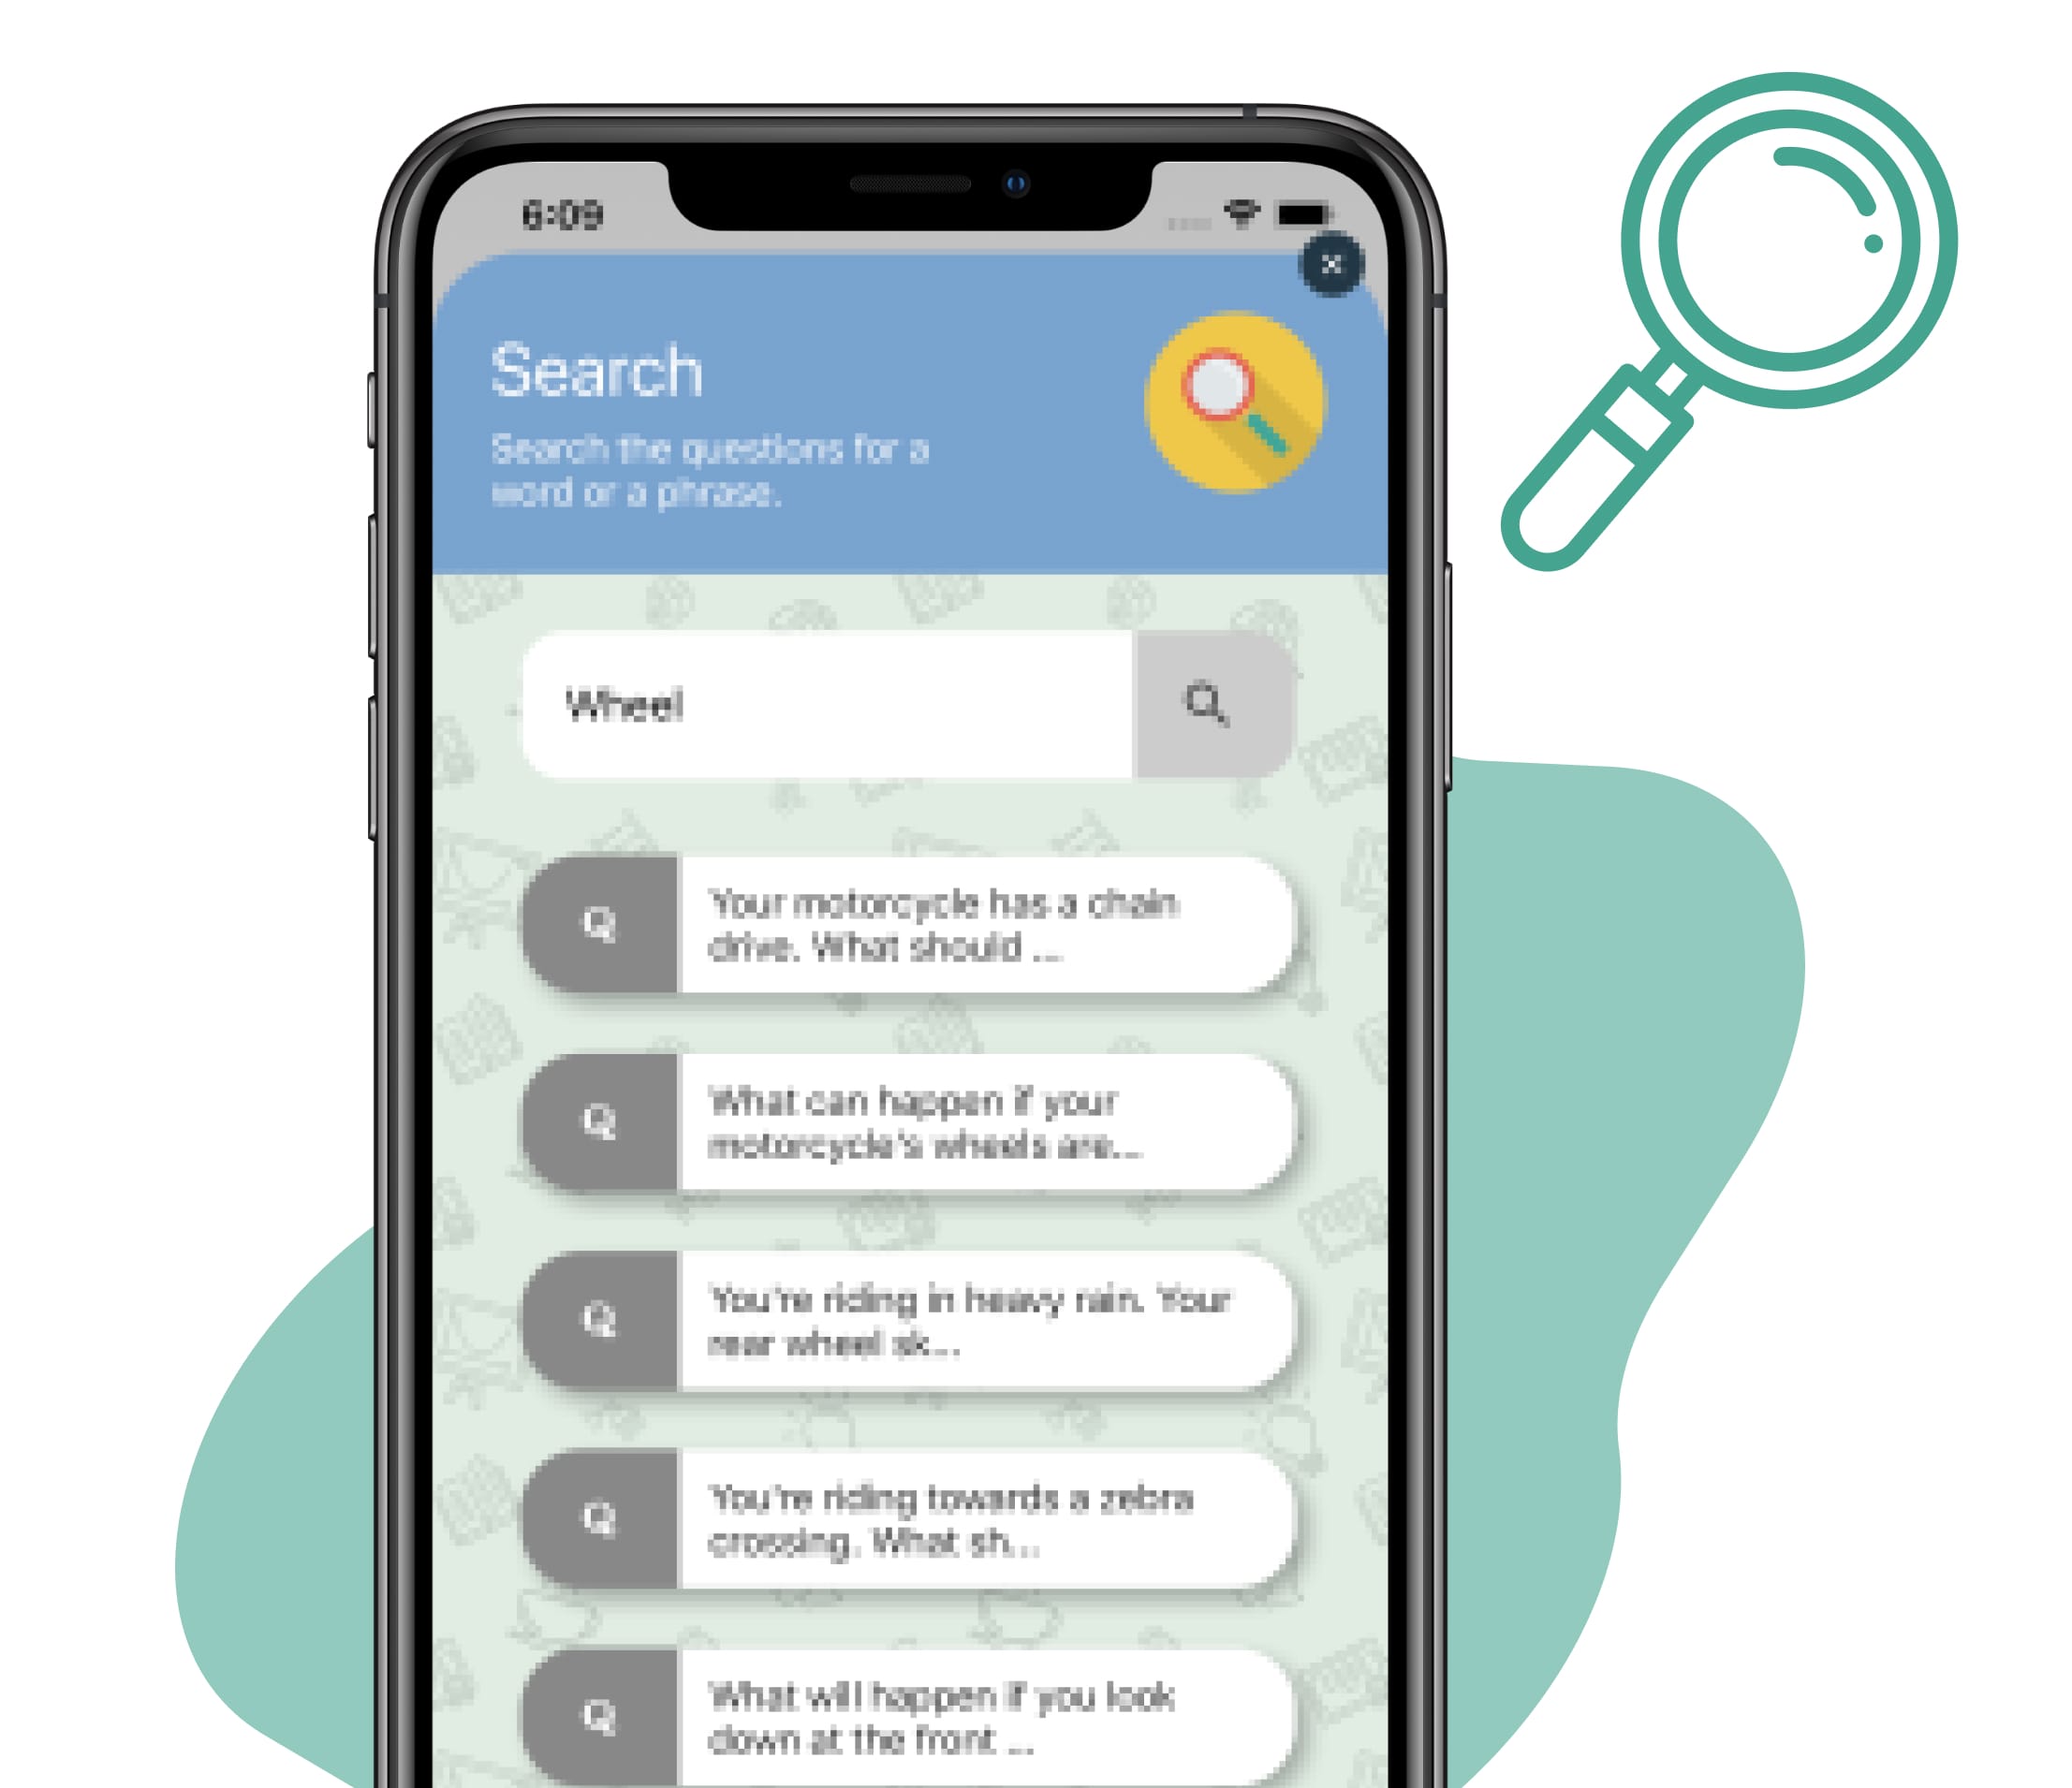 6:09
Search
Search the questions for a
word or a phrase.
Wheel
Your motorcycle has a chain
drive. What should ...
What can happen if your
motorcycle's wheels are...
You're riding in heavy rain. Your
rear wheel sk...
You're riding towards a zebra
crossing. What sh...
What will happen if you look
down at the front ...